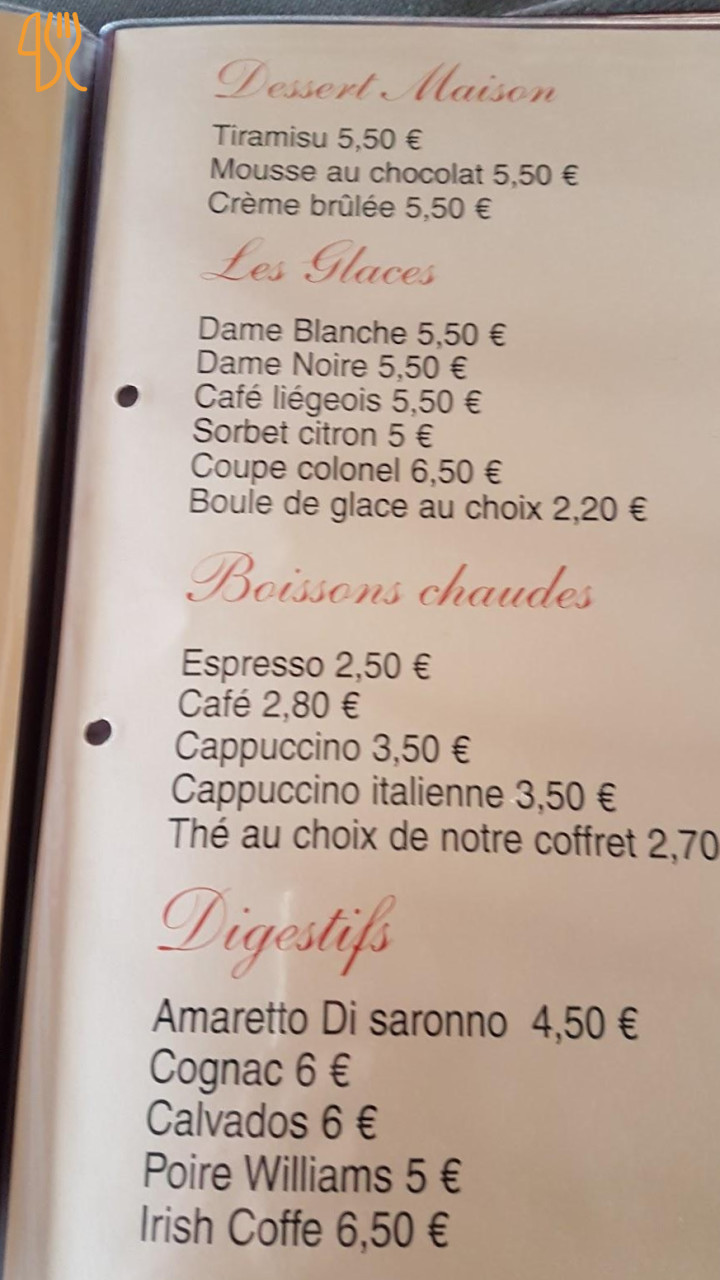 Dessert Maison
Tiramisu 5,50 €
Mousse au chocolat 5,50 €
Crème brûlée 5,50 €
Les Glaces
Dame Blanche 5,50 €
Dame Noire 5,50 €
Café liégeois 5,50 €
Sorbet citron 5 €
Coupe colonel 6,50 €
Boule de glace au choix 2,20 €
Boissons chaudes
Espresso 2,50 €
Café 2,80 €
Cappuccino 3,50 €
Cappuccino italienne 3,50 €
Thé au choix de notre coffret 2,70
Digestifs
Amaretto Di saronno 4,50 €
Cognac 6 €
Calvados 6 €
Poire Williams 5 €
Irish Coffe 6,50 €